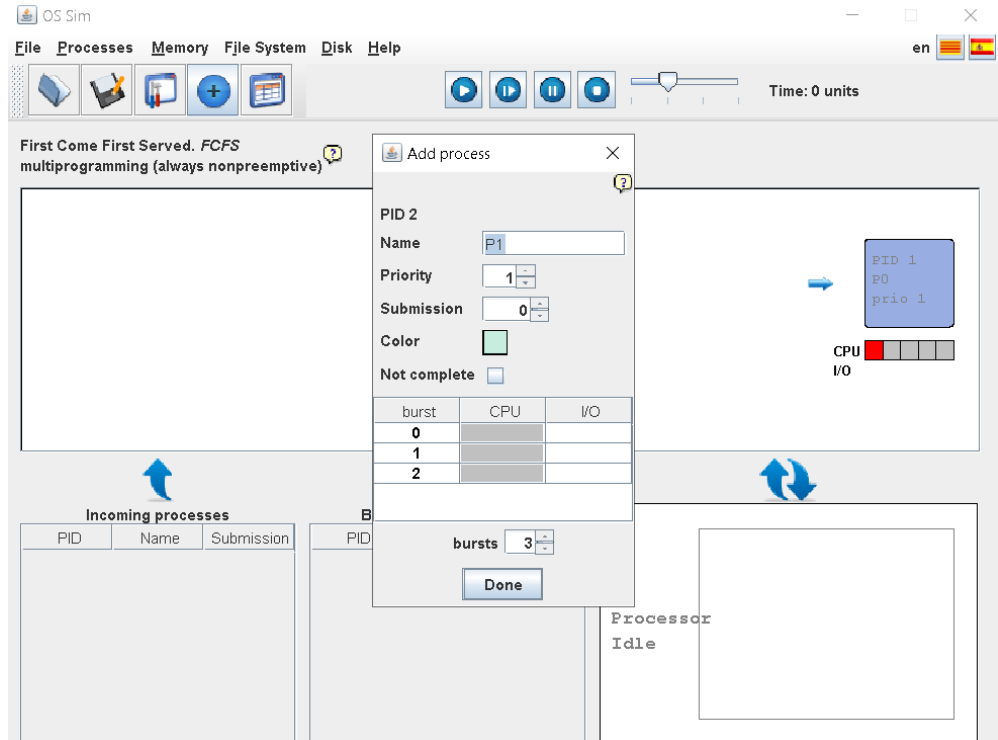 OS Sim
File Processes Memory File System Disk Help en
Time: 0 units
First Come First Served. FCFS
multiprogramming (always nonpreemptive)
Add process
PID 2
Name P1
Priority 1
Submission 0
Color
Not complete
burst CPU I/O
0
1
2
bursts 3
Done
PID 1
P0
prio 1
CPU
I/O
Incoming processes
PID Name Submission
B
PID
Processor
Idle